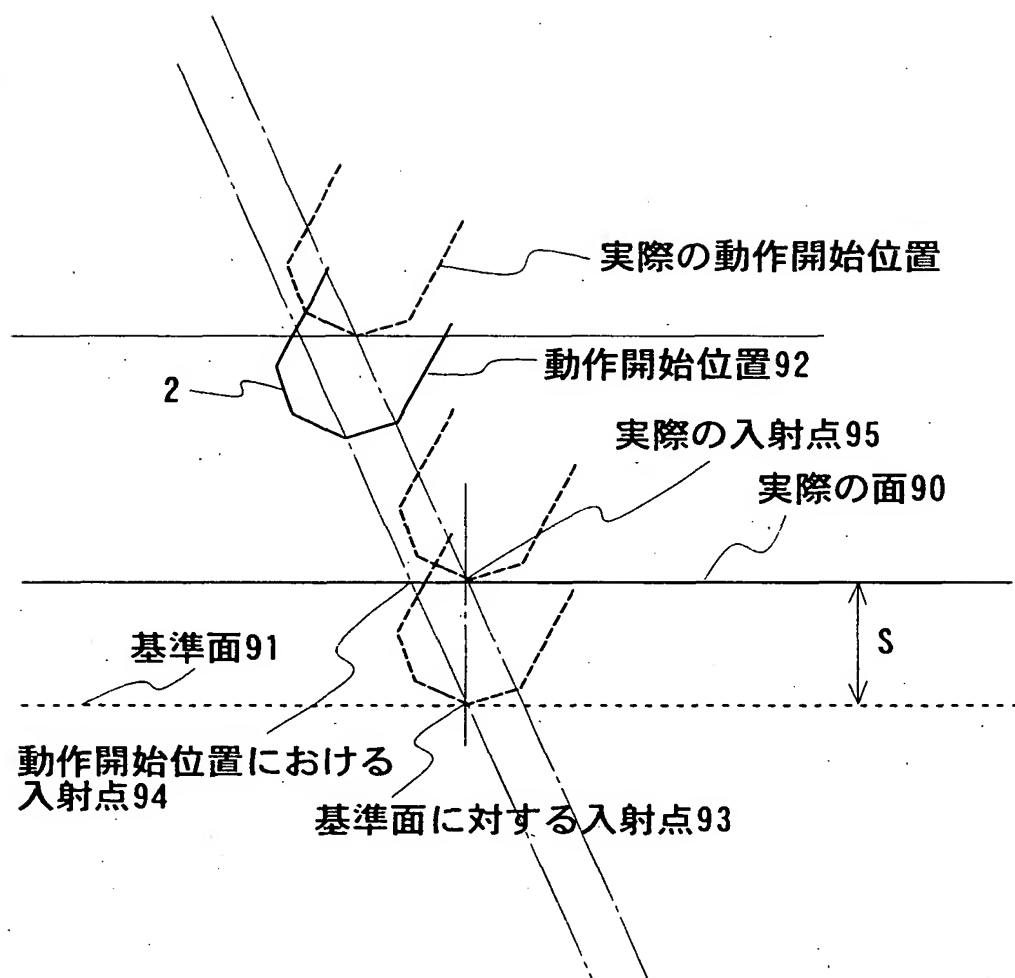 実際の動作開始位置
動作開始位置92
2
実際の入射点95
実際の面90
基準面91
S
動作開始位置における
入射点94
基準面に対する入射点93